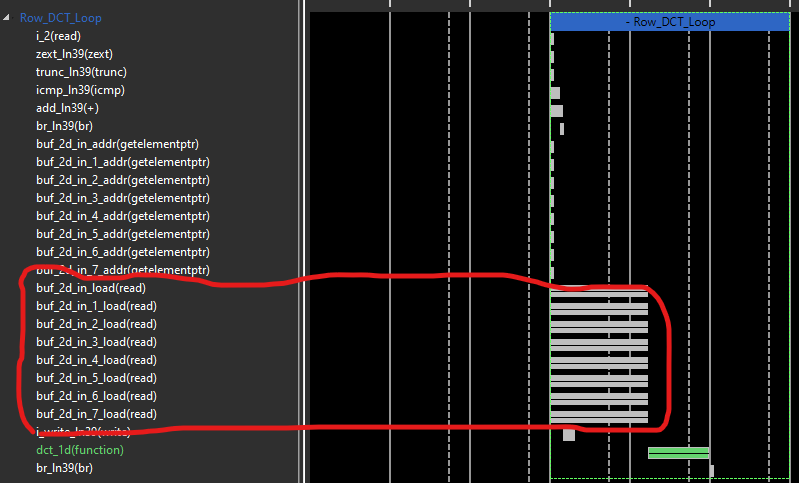 Row_DCT_Loop
- Row_DCT_Loop
i_2(read)
zext_ln39(zext)
trunc_ln39(trunc)
icmp_ln39(icmp)
add_ln39(+)
br_ln39(br)
buf_2d_in_addr(getelementptr)
buf_2d_in_1_addr(getelementptr)
buf_2d_in_2_addr(getelementptr)
buf_2d_in_3_addr(getelementptr)
buf_2d_in_4_addr(getelementptr)
buf_2d_in_5_addr(getelementptr)
buf_2d_in_6_addr(getelementptr)
buf_2d_in_7_addr(getelementptr)
buf_2d_in_load(read)
buf_2d_in_1_load(read)
buf_2d_in_2_load(read)
buf_2d_in_3_load(read)
buf_2d_in_4_load(read)
buf_2d_in_5_load(read)
buf_2d_in_6_load(read)
buf_2d_in_7_load(read)
i_write_ln39(write)
dct_1d(function)
br_ln39(br)